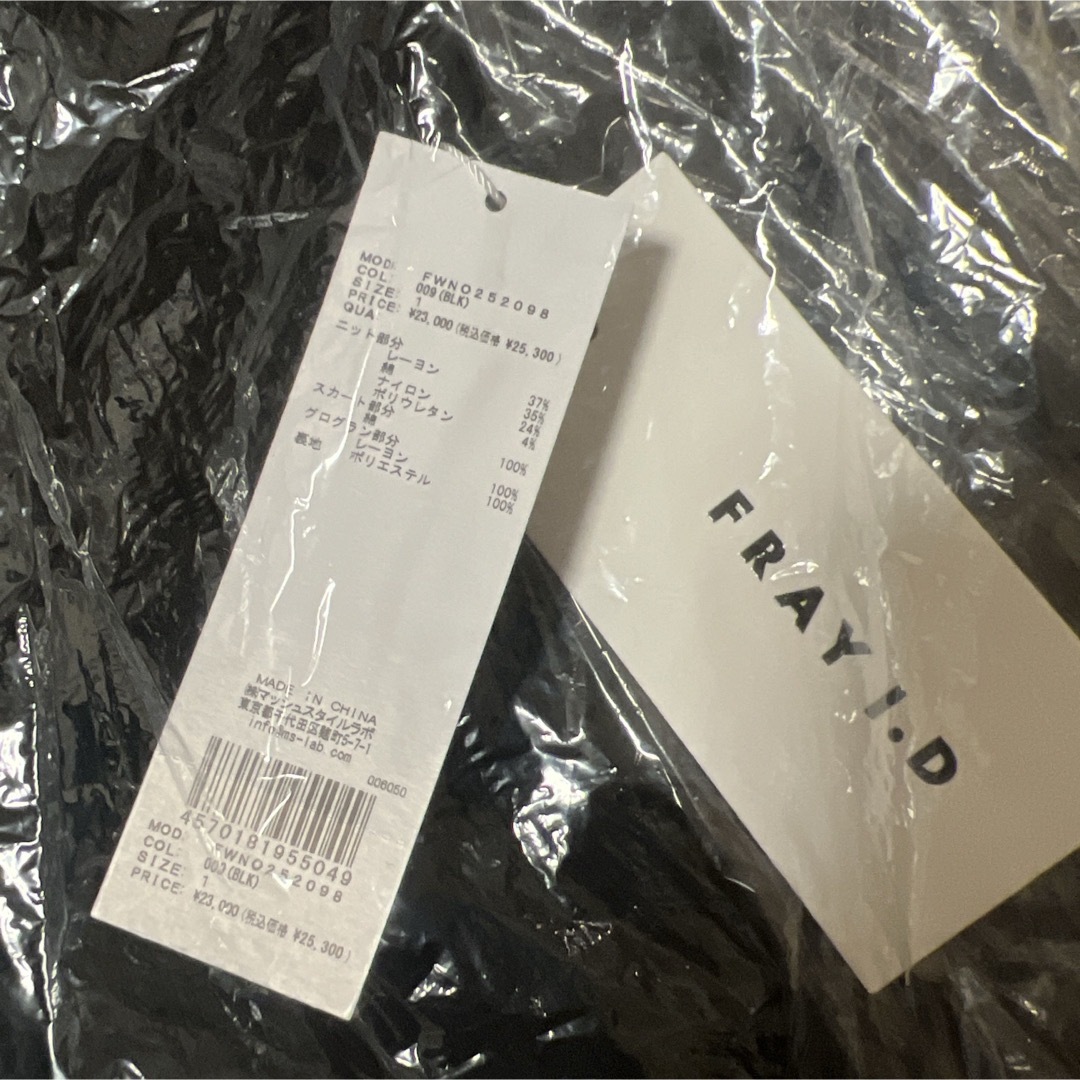 MOD: FWNO252098
COL: 009(BLK)
SIZE: 1
PRICE: ¥23,000(税込価格 ¥25,300)
QUA:
ニット部分
レーヨン 37%
綿 35%
ナイロン 24%
ポリウレタン 4%
スカート部分
綿 100%
グログラン部分
レーヨン 100%
裏地 ポリエステル 100%
MADE IN CHINA
㈱マッシュスタイルラボ
東京都千代田区麹町5-7-1
info@ms-lab.com
006050
4570181955049
MOD: FWNO252098
COL: 009(BLK)
SIZE: 1
PRICE: ¥23,000(税込価格 ¥25,300)
FRAY I.D